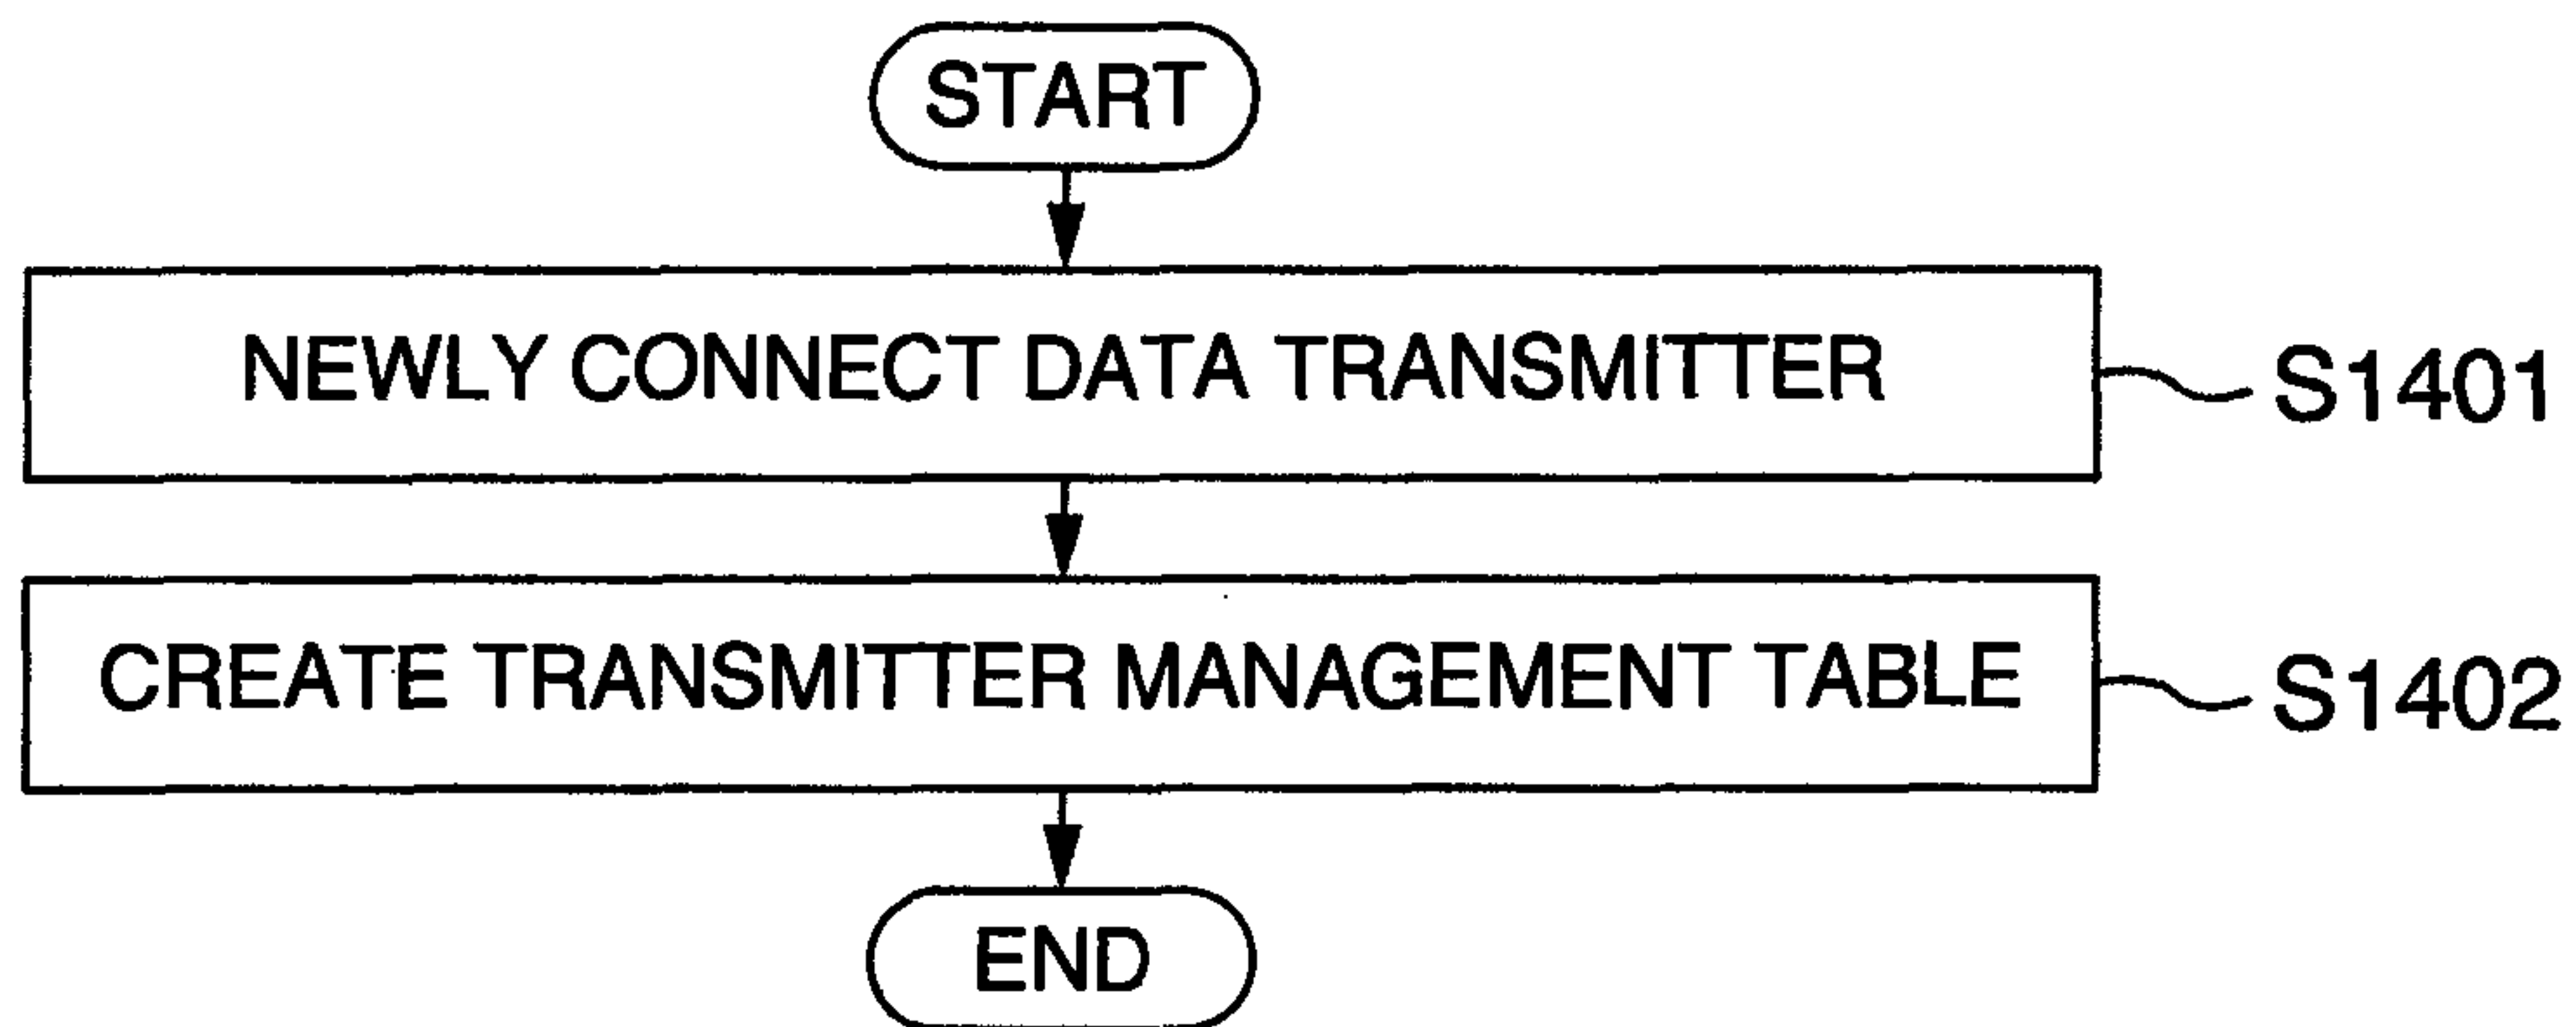 START
NEWLY CONNECT DATA TRANSMITTER
S1401
CREATE TRANSMITTER MANAGEMENT TABLE
S1402
END